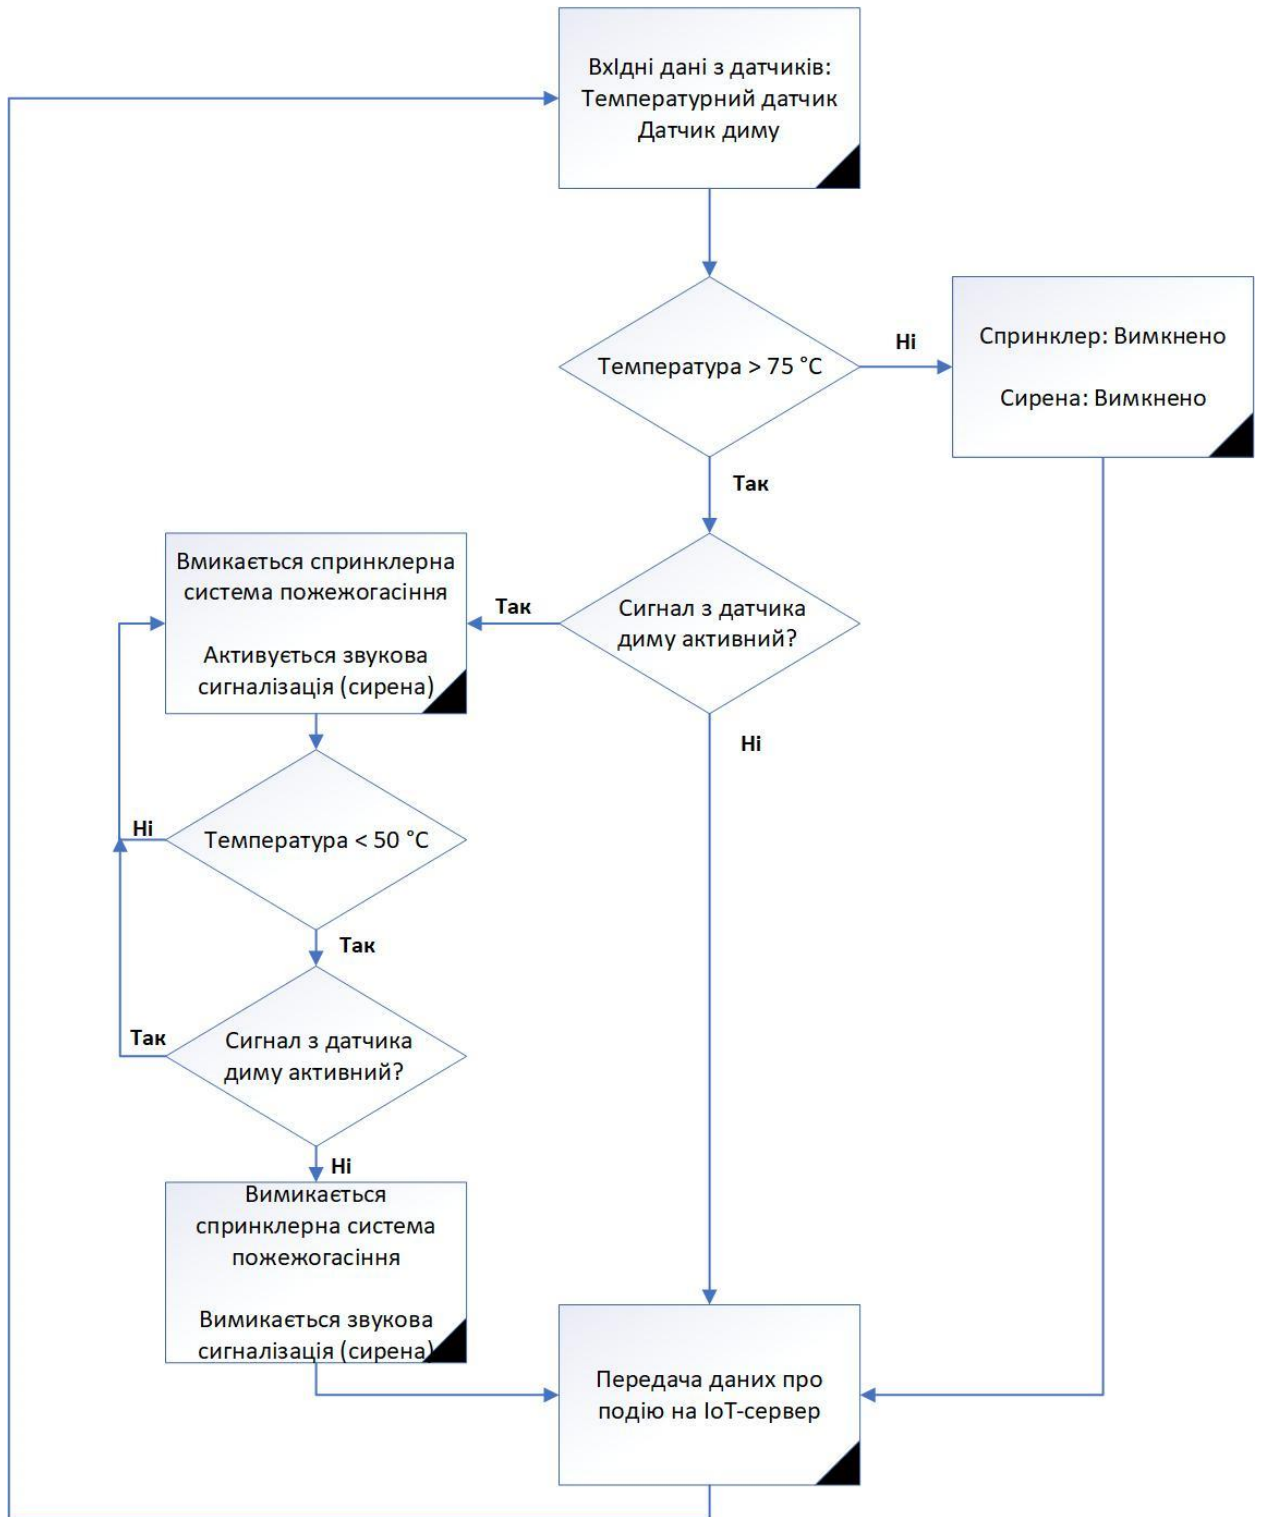 ВхІдні дані з датчиків:
Температурний датчик
Датчик диму
Температура > 75 °C
Ні
Спринклер: Вимкнено
Сирена: Вимкнено
Так
Вмикається спринклерна
система пожежогасіння
Активується звукова
сигналізація (сирена)
Так
Сигнал з датчика
диму активний?
Ні
Температура < 50 °C
Ні
Так
Сигнал з датчика
диму активний?
Так
Ні
Вимикається
спринклерна система
пожежогасіння
Вимикається звукова
сигналізація (сирена)
Передача даних про
подію на IoT-сервер